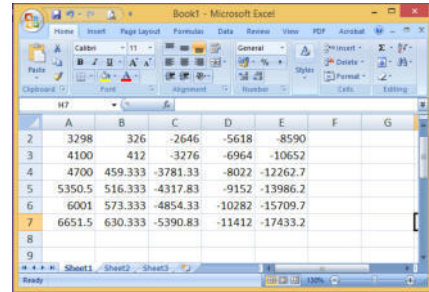 Book1 - Microsoft Excel
Home Insert Page Layout Formulas Data Review View PDF Acrobat
Calibri 11 General Insert
Paste B I U A A % , Styles Delete
A Format
Clipboard Font Alignment Number Cells Editing
H7 fx
A B C D E F G
2 3298 326 -2646 -5618 -8590
3 4100 412 -3276 -6964 -10652
4 4700 459.333 -3781.33 -8022 -12262.7
5 5350.5 516.333 -4317.83 -9152 -13986.2
6 6001 573.333 -4854.33 -10282 -15709.7
7 6651.5 630.333 -5390.83 -11412 -17433.2
8
9
Sheet1 Sheet2 Sheet3
Ready 130%